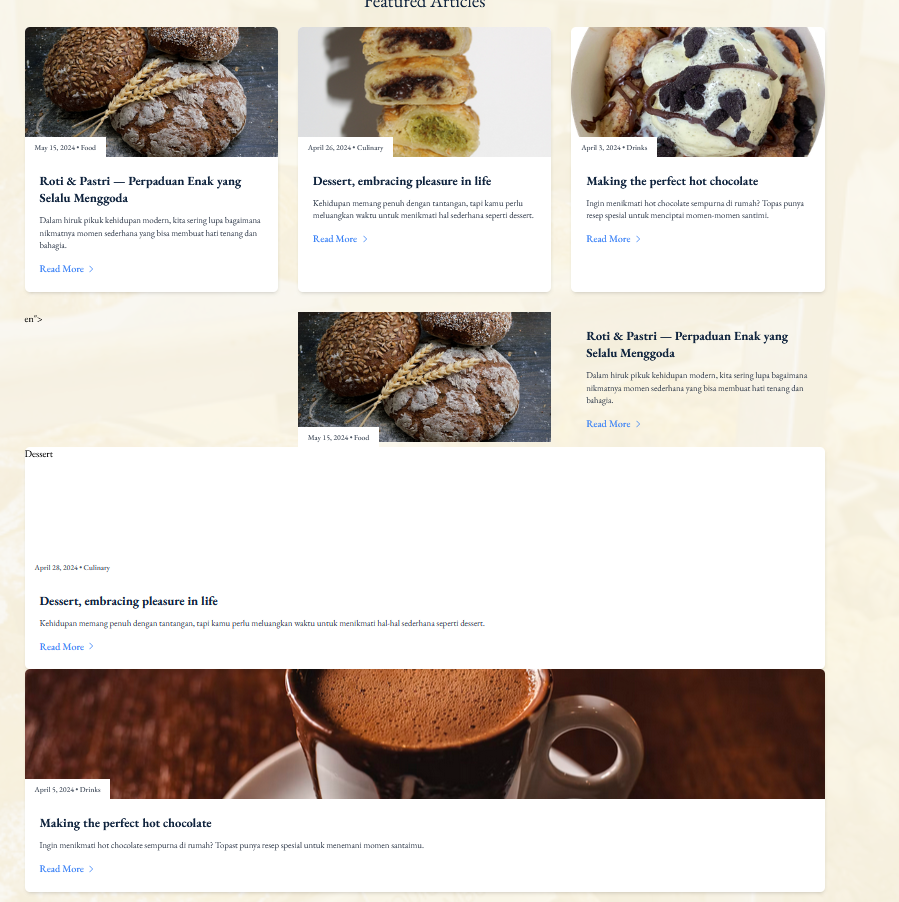 Featured Articles
May 15, 2024 • Food
Roti & Pastri — Perpaduan Enak yang
Selalu Menggoda
Dalam hiruk pikuk kehidupan modern, kita sering lupa bagaimana
nikmatnya momen sederhana yang bisa membuat hati tenang dan
bahagia.
Read More
April 26, 2024 • Culinary
Dessert, embracing pleasure in life
Kehidupan memang penuh dengan tantangan, tapi kamu perlu
meluangkan waktu untuk menikmati hal sederhana seperti dessert.
Read More
April 3, 2024 • Drinks
Making the perfect hot chocolate
Ingin menikmati hot chocolate sempurna di rumah? Topas punya
resep spesial untuk menciptai momen-momen santimi.
Read More
en">
May 15, 2024 • Food
Roti & Pastri — Perpaduan Enak yang
Selalu Menggoda
Dalam hiruk pikuk kehidupan modern, kita sering lupa bagaimana
nikmatnya momen sederhana yang bisa membuat hati tenang dan
bahagia.
Read More
Dessert
April 28, 2024 • Culinary
Dessert, embracing pleasure in life
Kehidupan memang penuh dengan tantangan, tapi kamu perlu meluangkan waktu untuk menikmati hal-hal sederhana seperti dessert.
Read More
April 5, 2024 • Drinks
Making the perfect hot chocolate
Ingin menikmati hot chocolate sempurna di rumah? Topast punya resep spesial untuk menemani momen santaimu.
Read More